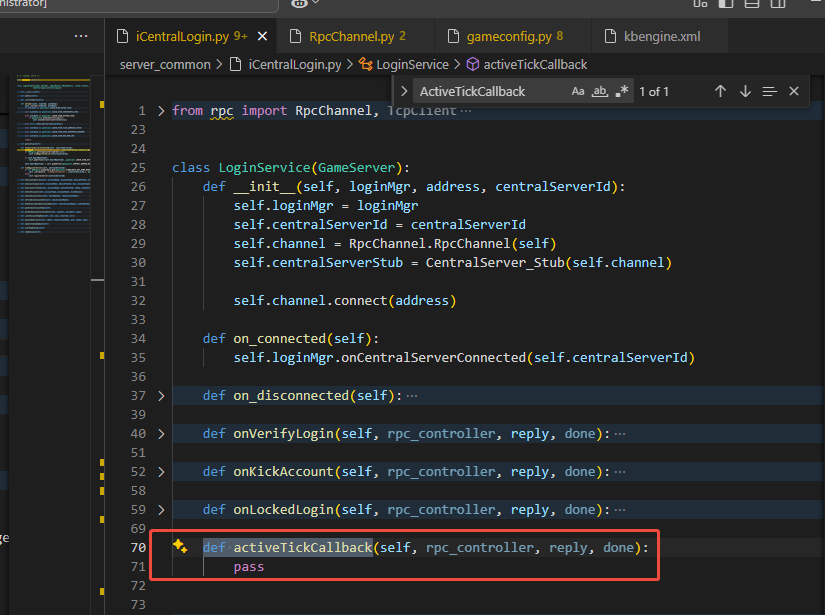 nistrator]
iCentralLogin.py 9+
RpcChannel.py 2
gameconfig.py 8
kbengine.xml
server_common > iCentralLogin.py > LoginService > activeTickCallback
ActiveTickCallback Aa ab .* 1 of 1
1 from rpc import RpcChannel, TcpClient ···
23
24
25 class LoginService(GameServer):
26 def __init__(self, loginMgr, address, centralServerId):
27 self.loginMgr = loginMgr
28 self.centralServerId = centralServerId
29 self.channel = RpcChannel.RpcChannel(self)
30 self.centralServerStub = CentralServer_Stub(self.channel)
31
32 self.channel.connect(address)
33
34 def on_connected(self):
35 self.loginMgr.onCentralServerConnected(self.centralServerId)
36
37 def on_disconnected(self): ···
39
40 def onVerifyLogin(self, rpc_controller, reply, done): ···
51
52 def onKickAccount(self, rpc_controller, reply, done): ···
58
59 def onLockedLogin(self, rpc_controller, reply, done): ···
69
70 def activeTickCallback(self, rpc_controller, reply, done):
71 pass
72
73
ge